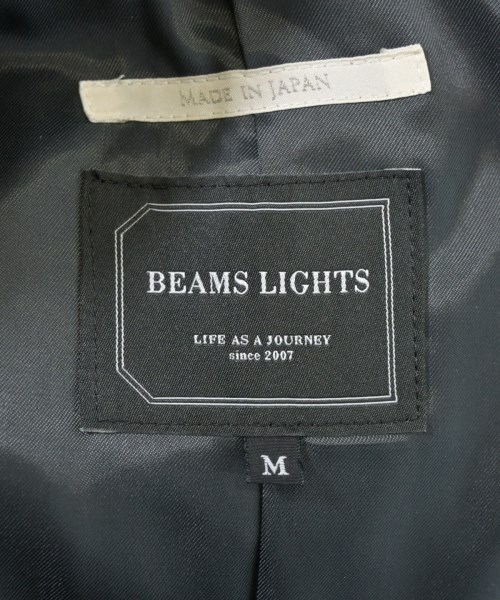 MADE IN JAPAN
BEAMS LIGHTS
LIFE AS A JOURNEY
since 2007
M